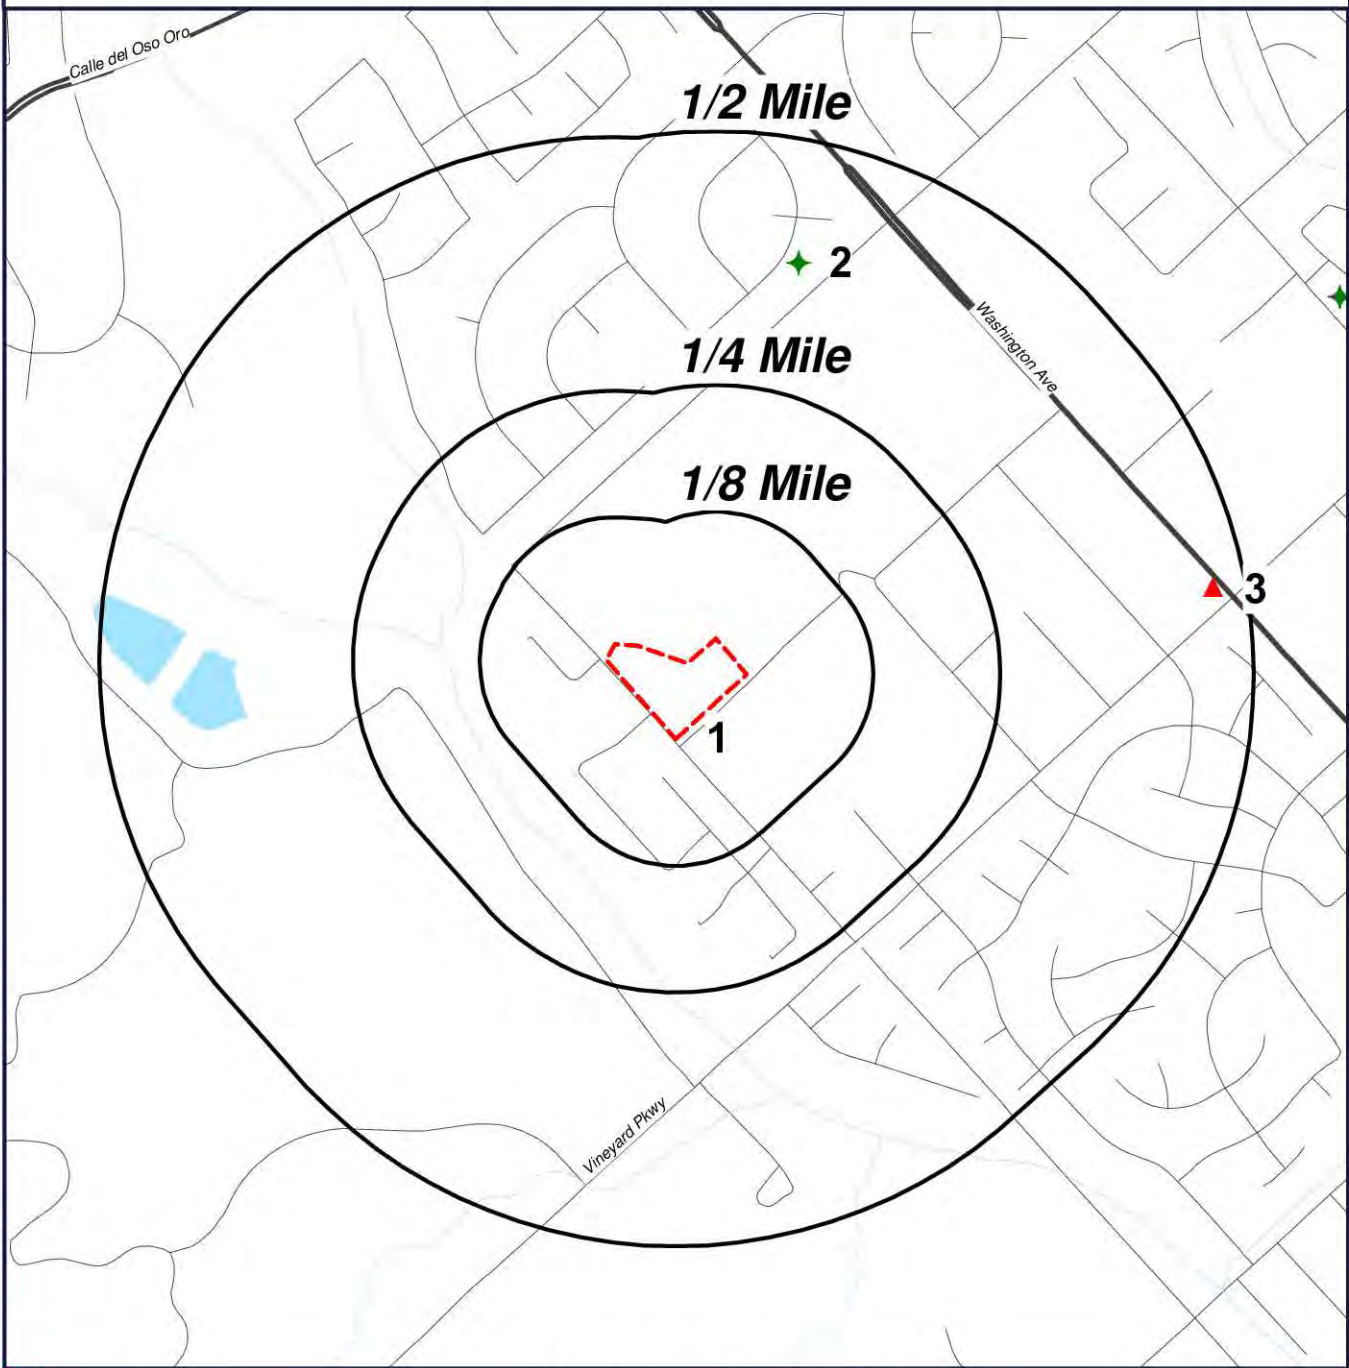 Calle del Oso Oro
1/2 Mile
2
Washington Ave
1/4 Mile
1/8 Mile
3
1
Vineyard Pkwy